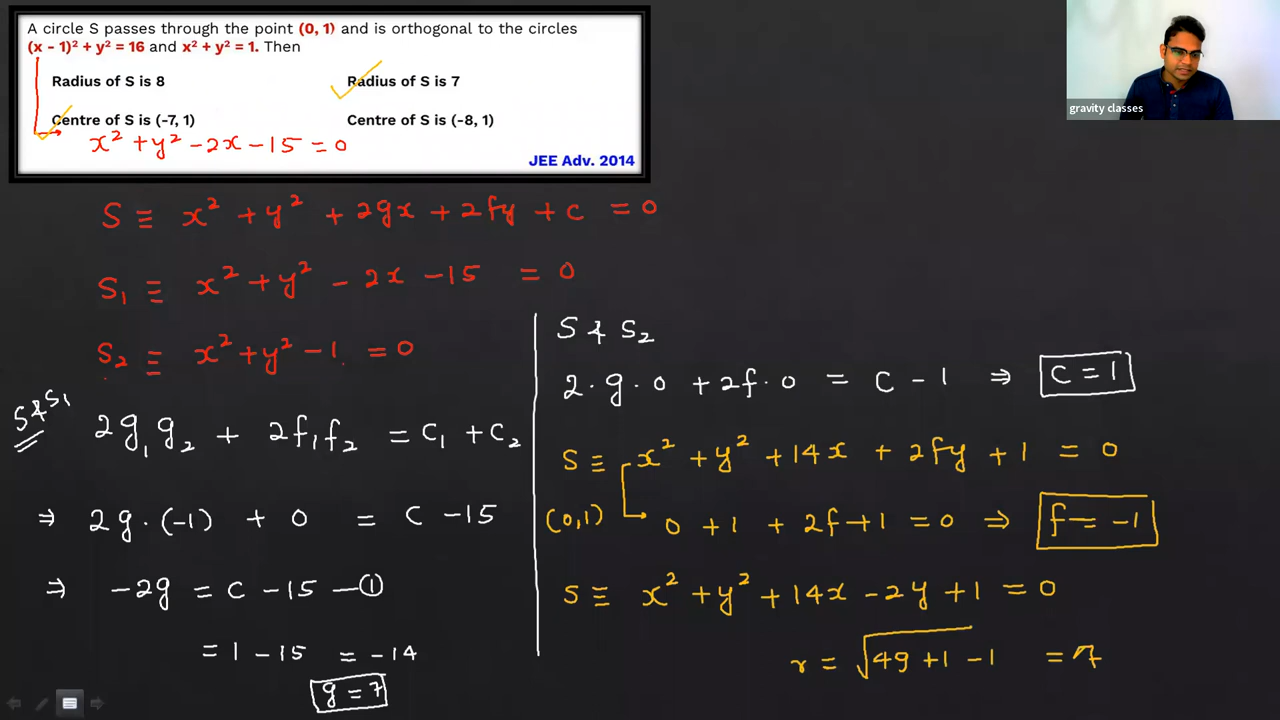 A circle S passes through the point (0, 1) and is orthogonal to the circles
(x - 1)² + y² = 16 and x² + y² = 1. Then
Radius of S is 8
Radius of S is 7
Centre of S is (-7, 1)
Centre of S is (-8, 1)
x² + y² - 2x - 15 = 0
JEE Adv. 2014
gravity classes
S ≡ x² + y² + 2gx + 2fy + c = 0
S₁ ≡ x² + y² - 2x - 15 = 0
S₂ ≡ x² + y² - 1 = 0
S & S₁
2g₁g₂ + 2f₁f₂ = C₁ + C₂
⇒ 2g·(-1) + 0 = C - 15
⇒ -2g = C - 15 —①
= 1 - 15 = -14
g = 7
S & S₂
2·g·0 + 2f·0 = C - 1 ⇒ C = 1
S ≡ x² + y² + 14x + 2fy + 1 = 0
(0,1) 0 + 1 + 2f + 1 = 0 ⇒ f = -1
S ≡ x² + y² + 14x - 2y + 1 = 0
r = √49 + 1 - 1 = 7